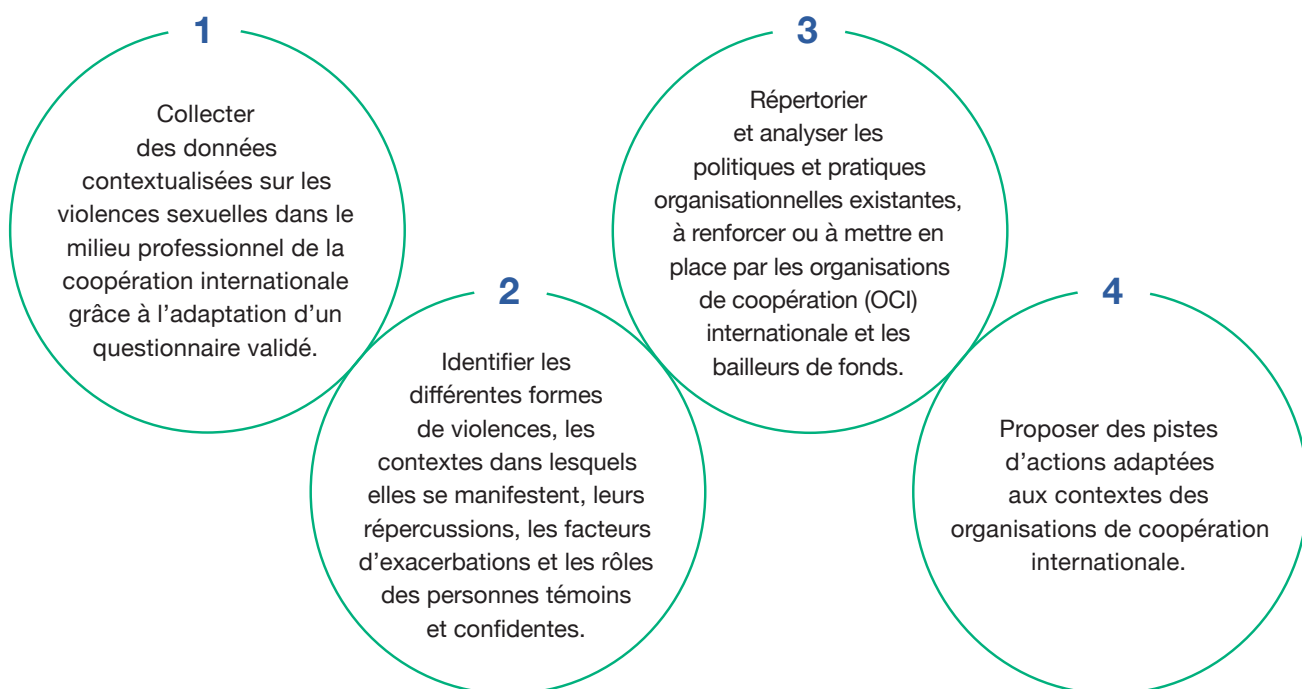 1
Collecter
des données
contextualisées sur les
violences sexuelles dans le
milieu professionnel de la
coopération internationale
grâce à l’adaptation d’un
questionnaire validé.
2
Identifier les
différentes formes
de violences, les
contextes dans lesquels
elles se manifestent, leurs
répercussions, les facteurs
d’exacerbations et les rôles
des personnes témoins
et confidentes.
3
Répertorier
et analyser les
politiques et pratiques
organisationnelles existantes,
à renforcer ou à mettre en
place par les organisations
de coopération (OCI)
internationale et les
bailleurs de fonds.
4
Proposer des pistes
d’actions adaptées
aux contextes des
organisations de coopération
internationale.